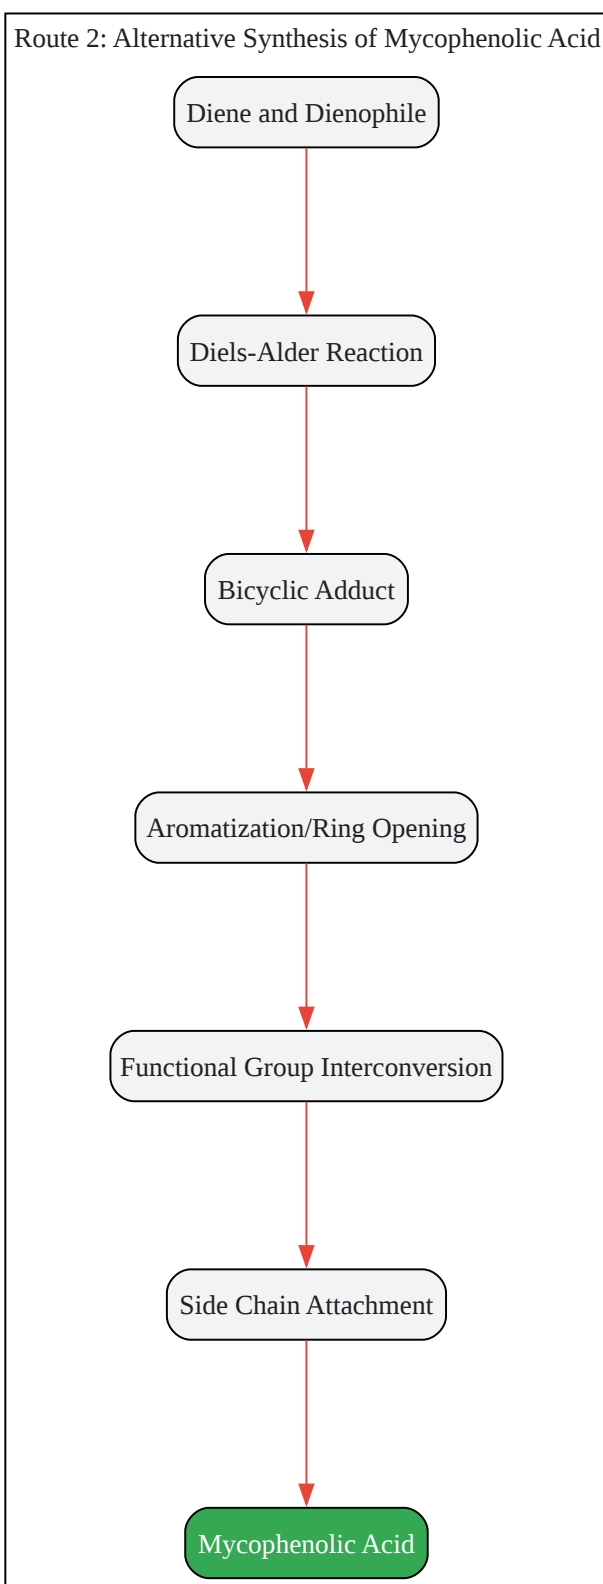 Route 2: Alternative Synthesis of Mycophenolic Acid
Diene and Dienophile
Diels-Alder Reaction
Bicyclic Adduct
Aromatization/Ring Opening
Functional Group Interconversion
Side Chain Attachment
Mycophenolic Acid